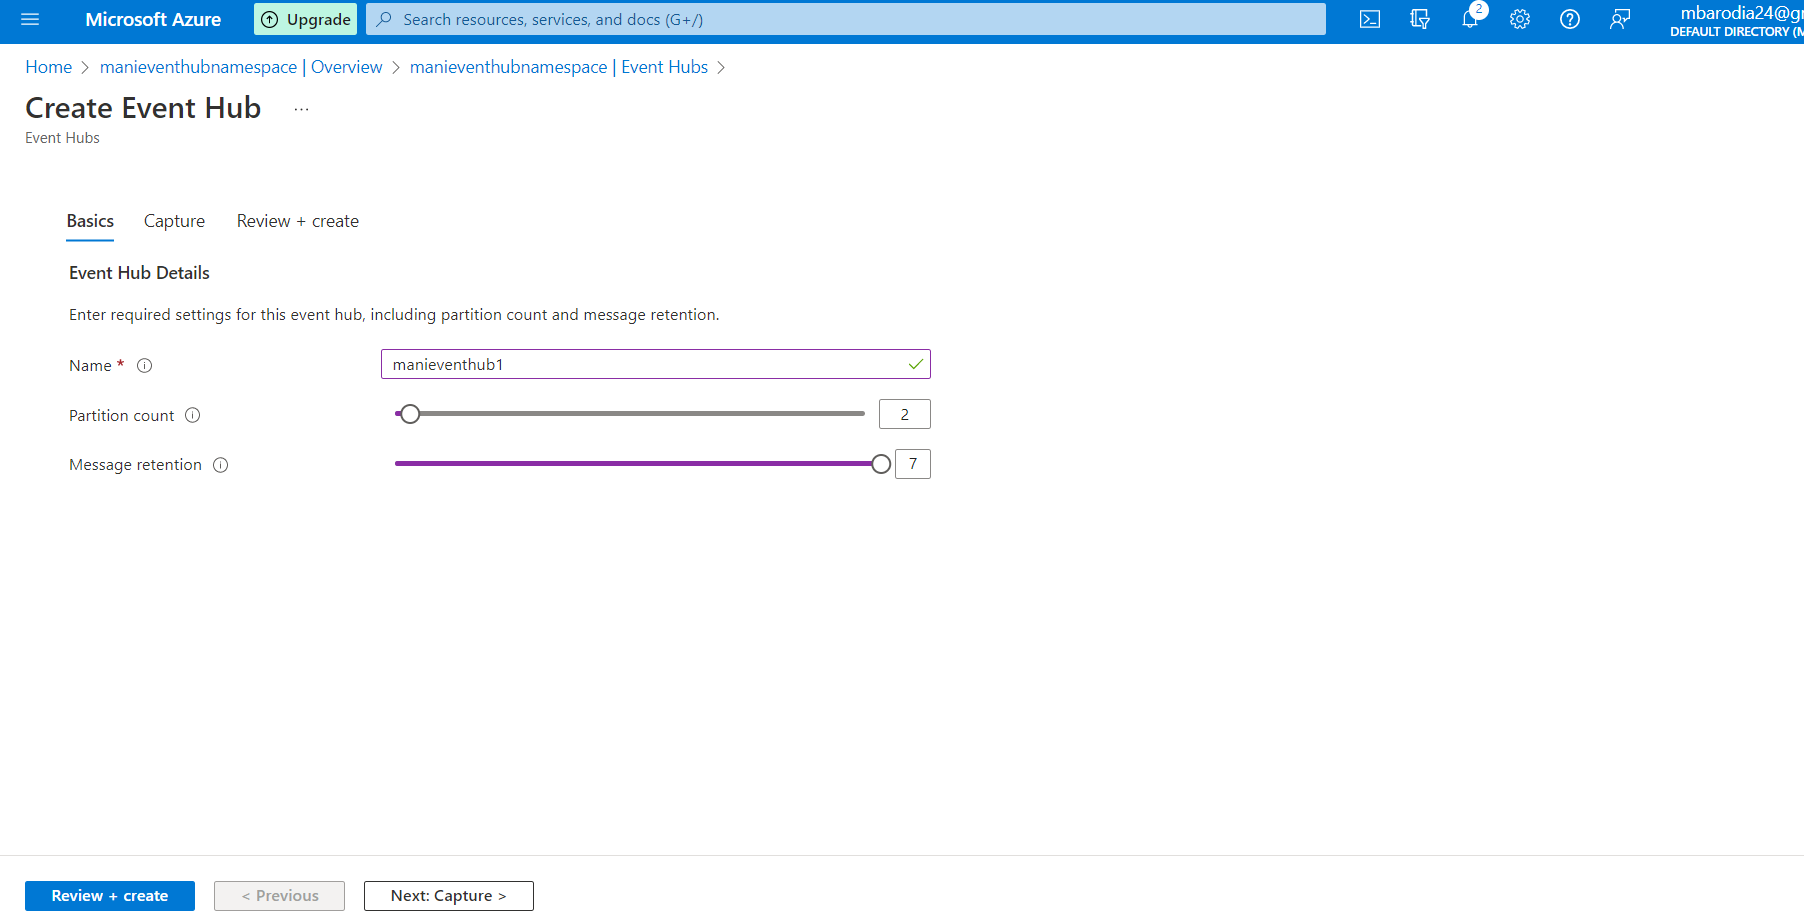 Microsoft Azure
Upgrade
Search resources, services, and docs (G+/)
2
mbarodia24@g
DEFAULT DIRECTORY (
Home > manieventhubnamespace | Overview > manieventhubnamespace | Event Hubs >
Create Event Hub ...
Event Hubs
Basics Capture Review + create
Event Hub Details
Enter required settings for this event hub, including partition count and message retention.
Name * manieventhub1
Partition count 2
Message retention 7
Review + create < Previous Next: Capture >